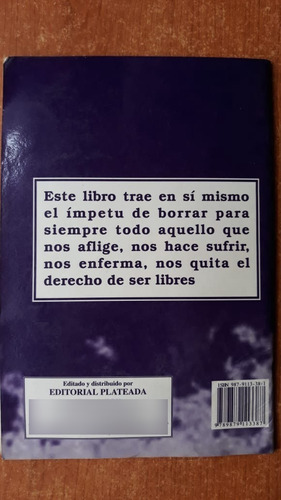 Este libro trae en sí mismo
el ímpetu de borrar para
siempre todo aquello que
nos aflige, nos hace sufrir,
nos enferma, nos quita el
derecho de ser libres
Editado y distribuido por
EDITORIAL PLATEADA